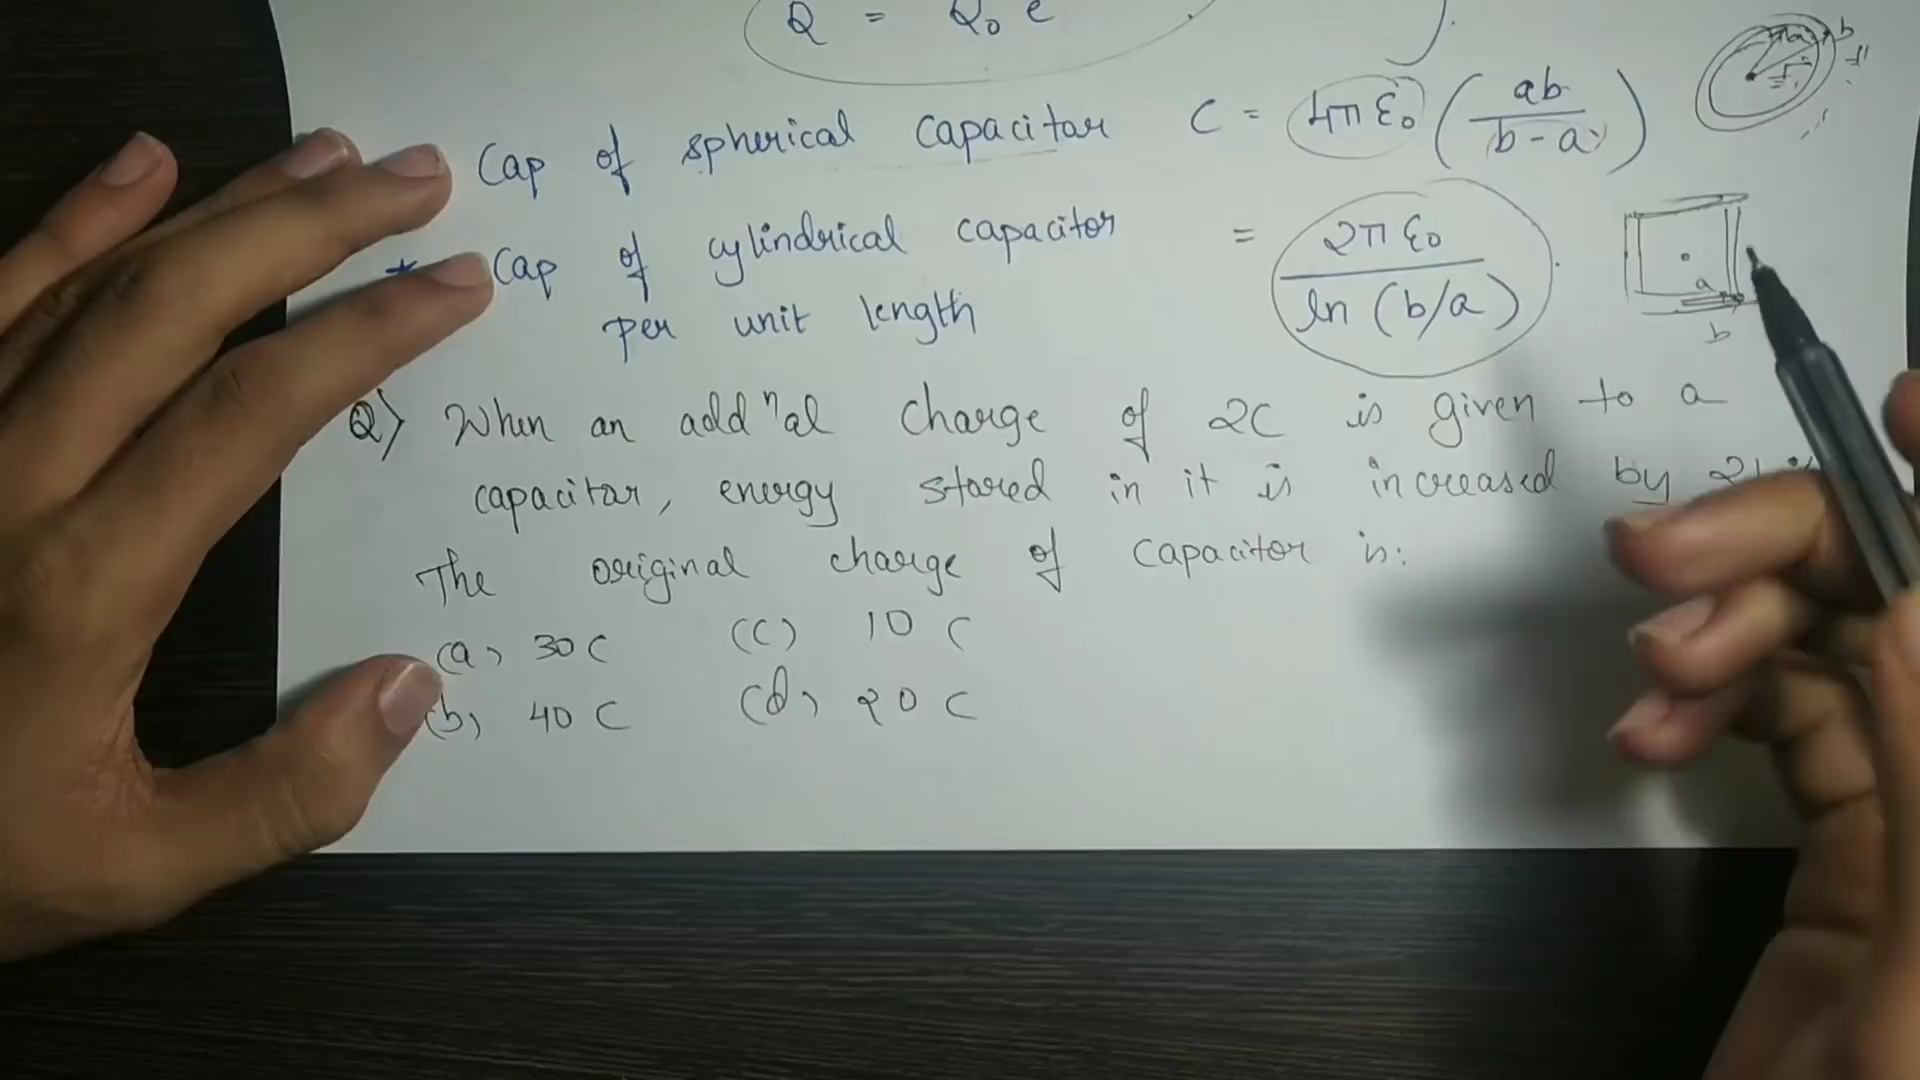 Q = Q₀ e
Cap of spherical capacitor C = 4π ε₀ (ab / b - a)
* Cap of cylindrical capacitor = 2π ε₀ / ln (b/a)
per unit length
a b
a
b
Q) When an addⁿal charge of 2C is given to a
capacitor, energy stored in it is increased by 21%
The original charge of capacitor is:
(a) 30 C (c) 10 C
(b) 40 C (d) 20 C